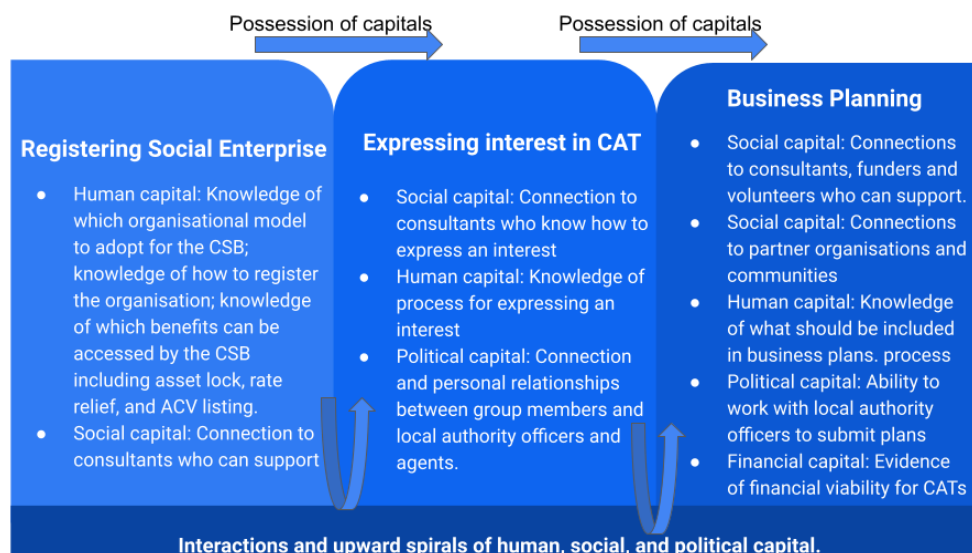 Possession of capitals
Possession of capitals
Registering Social Enterprise
● Human capital: Knowledge of
which organisational model
to adopt for the CSB;
knowledge of how to register
the organisation; knowledge
of which benefits can be
accessed by the CSB
including asset lock, rate
relief, and ACV listing.
● Social capital: Connection to
consultants who can support
Expressing interest in CAT
● Social capital: Connection to
consultants who know how to
express an interest
● Human capital: Knowledge of
process for expressing an
interest
● Political capital: Connection
and personal relationships
between group members and
local authority officers and
agents.
Business Planning
● Social capital: Connections
to consultants, funders and
volunteers who can support.
● Social capital: Connections
to partner organisations and
communities
● Human capital: Knowledge
of what should be included
in business plans. process
● Political capital: Ability to
work with local authority
officers to submit plans
● Financial capital: Evidence
of financial viability for CATs
Interactions and upward spirals of human, social, and political capital.